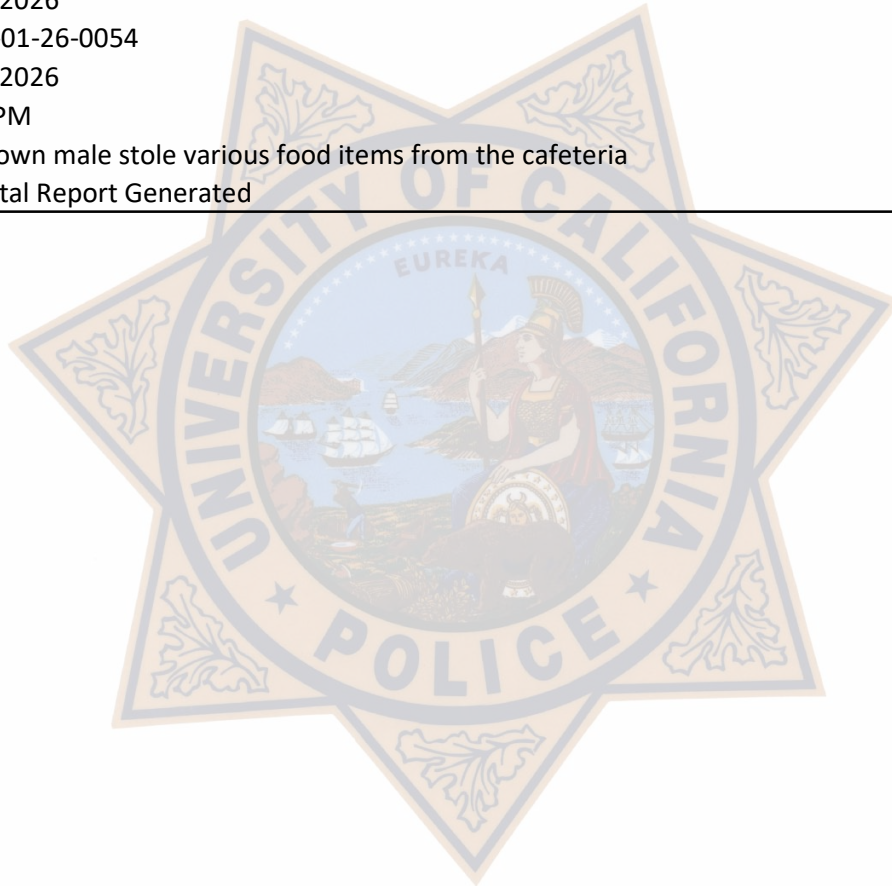 2026
01-26-0054
2026
PM
own male stole various food items from the cafeteria
tal Report Generated
UNIVERSITY OF CALIFORNIA
EUREKA
POLICE